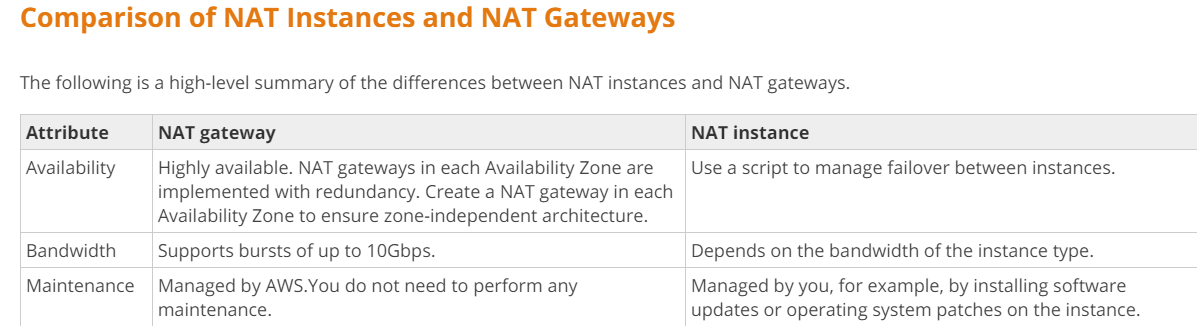 Comparison of NAT Instances and NAT Gateways
The following is a high-level summary of the differences between NAT instances and NAT gateways.
Attribute NAT gateway NAT instance
Availability Highly available. NAT gateways in each Availability Zone are Use a script to manage failover between instances.
implemented with redundancy. Create a NAT gateway in each
Availability Zone to ensure zone-independent architecture.
Bandwidth Supports bursts of up to 10Gbps. Depends on the bandwidth of the instance type.
Maintenance Managed by AWS.You do not need to perform any Managed by you, for example, by installing software
maintenance. updates or operating system patches on the instance.